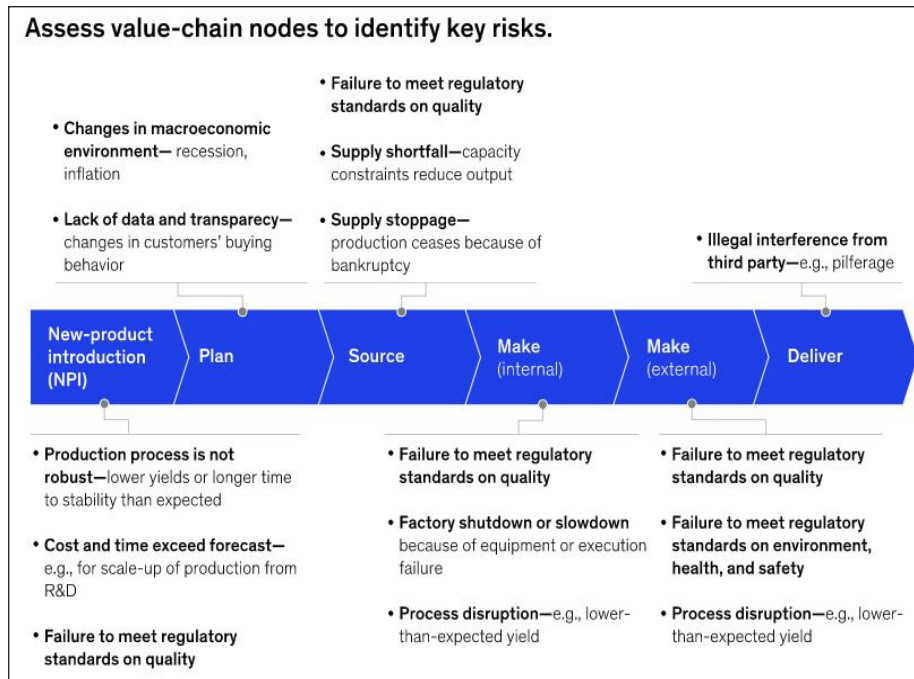 Assess value-chain nodes to identify key risks.
• Changes in macroeconomic
environment— recession,
inflation
• Lack of data and transparecy—
changes in customers' buying
behavior
• Failure to meet regulatory
standards on quality
• Supply shortfall—capacity
constraints reduce output
• Supply stoppage—
production ceases because of
bankruptcy
• Illegal interference from
third party—e.g., pilferage
New-product
introduction
(NPI)
Plan
Source
Make
(internal)
Make
(external)
Deliver
• Production process is not
robust—lower yields or longer time
to stability than expected
• Cost and time exceed forecast—
e.g., for scale-up of production from
R&D
• Failure to meet regulatory
standards on quality
• Failure to meet regulatory
standards on quality
• Factory shutdown or slowdown
because of equipment or execution
failure
• Process disruption—e.g., lower-
than-expected yield
• Failure to meet regulatory
standards on quality
• Failure to meet regulatory
standards on environment,
health, and safety
• Process disruption—e.g., lower-
than-expected yield